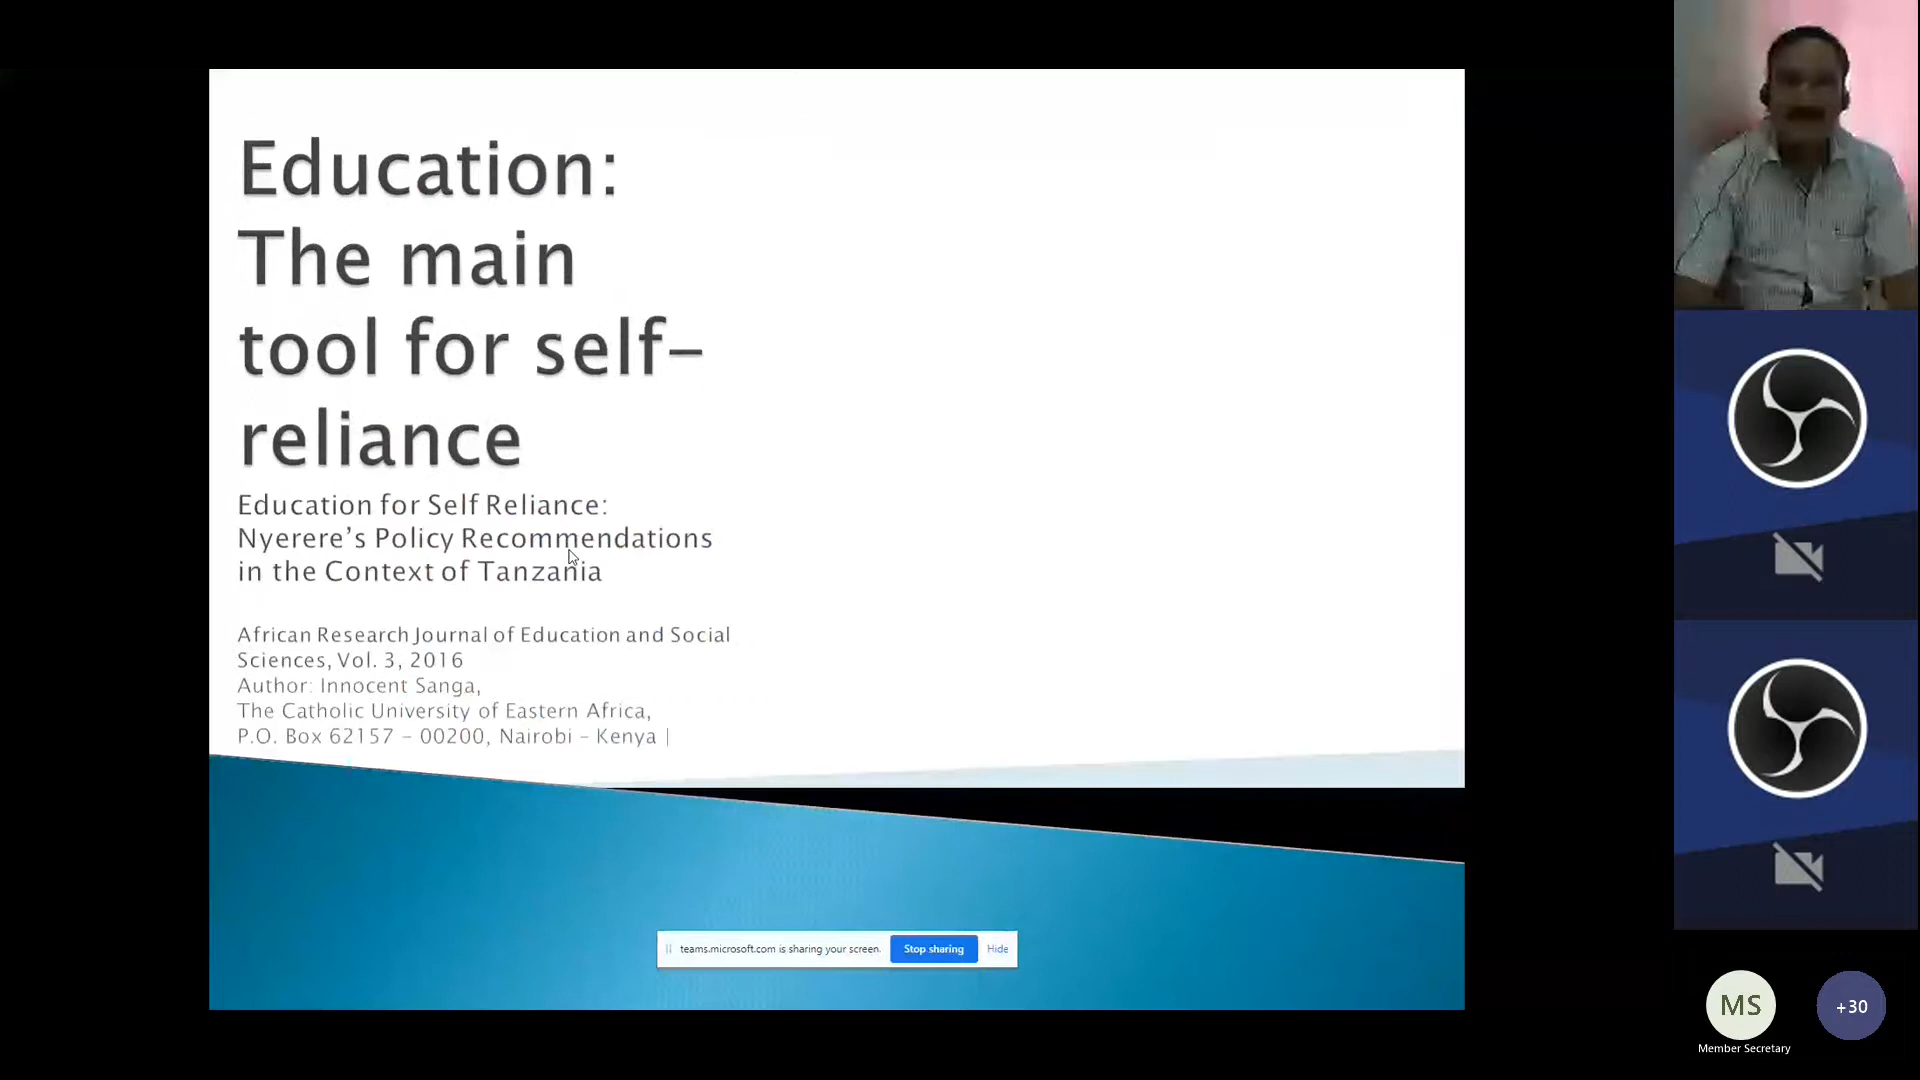 Education:
The main
tool for self-
reliance
Education for Self Reliance:
Nyerere's Policy Recommendations
in the Context of Tanzania
African Research Journal of Education and Social
Sciences, Vol. 3, 2016
Author: Innocent Sanga,
The Catholic University of Eastern Africa,
P.O. Box 62157 – 00200, Nairobi – Kenya |
teams.microsoft.com is sharing your screen. Stop sharing Hide
MS
+30
Member Secretary